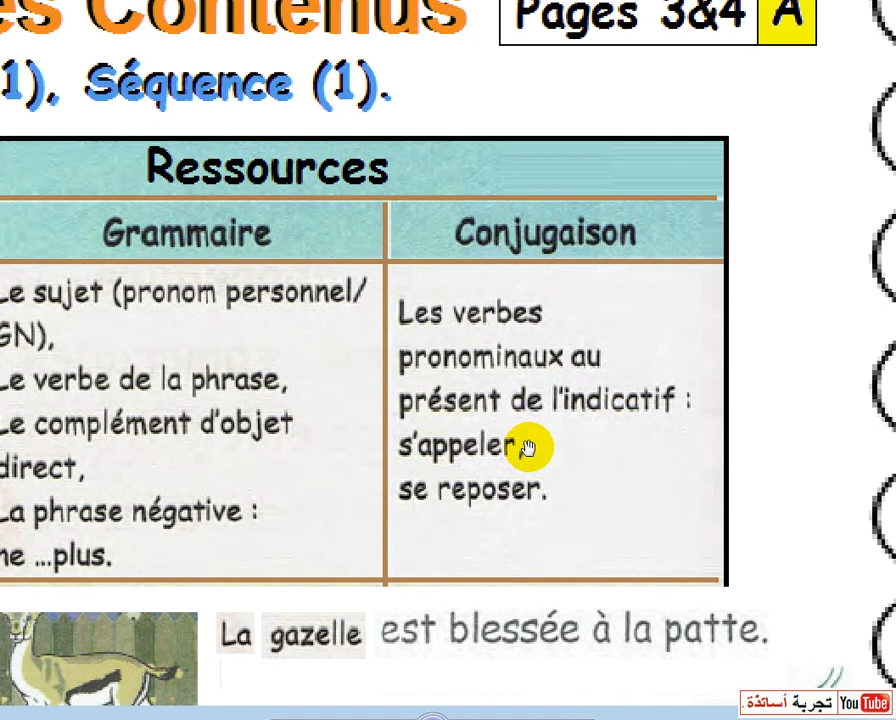 es Contenus
Pages 3&4 A
1), Séquence (1).
Ressources
Grammaire
Conjugaison
Le sujet (pronom personnel/
GN),
Le verbe de la phrase,
Le complément d'objet
direct,
La phrase négative :
ne ...plus.
Les verbes
pronominaux au
présent de l'indicatif :
s'appeler,
se reposer.
La gazelle est blessée à la patte.
تجربة أساتذة. YouTube